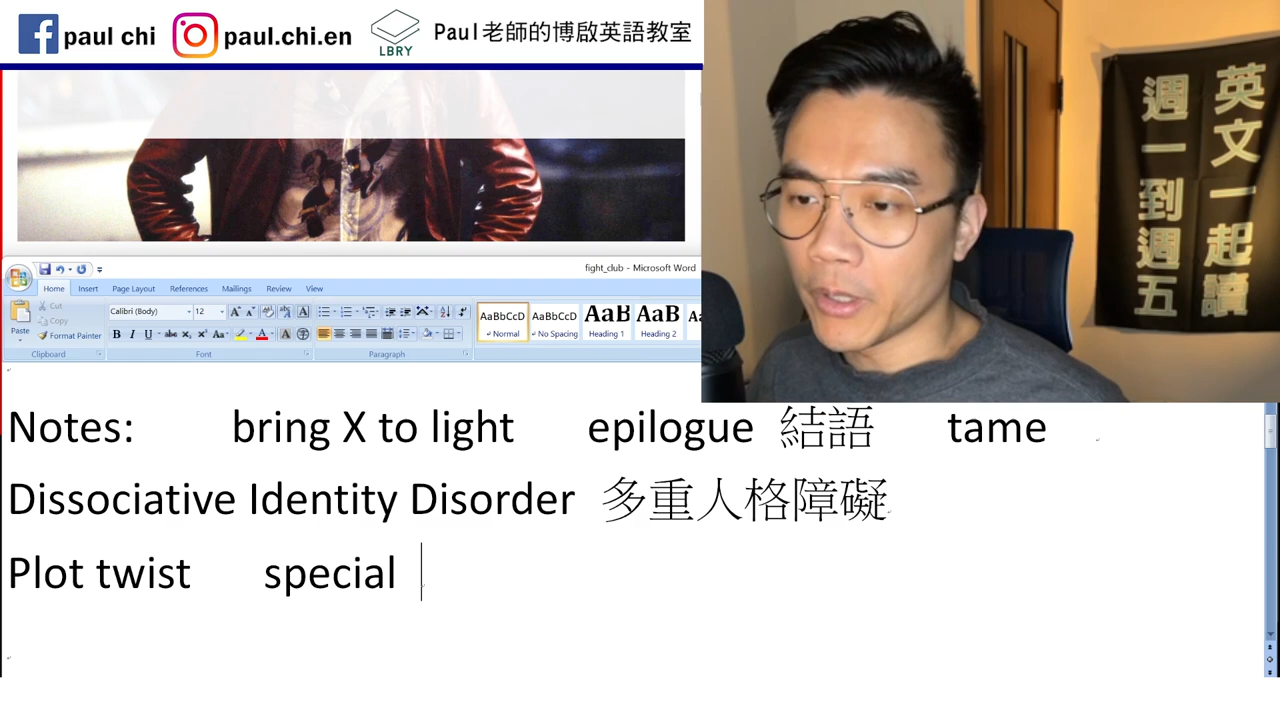 paul chi
paul.chi.en
LBRY
Paul老師的博啟英語教室
英文一起讀
週一到週五
fight_club - Microsoft Word
Home Insert Page Layout References Mailings Review View
Paste
Cut
Copy
Format Painter
Clipboard
Calibri (Body) 12
Font
Paragraph
AaBbCcD AaBbCcD AaB AaB
Normal No Spacing Heading 1 Heading 2
Notes: bring X to light epilogue 結語 tame
Dissociative Identity Disorder 多重人格障礙
Plot twist special